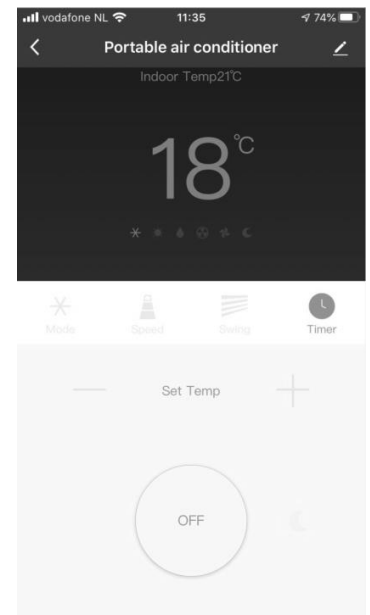 vodafone NL 11:35 74%
Portable air conditioner
Indoor Temp21℃
18℃
Mode Speed Swing Timer
Set Temp
OFF